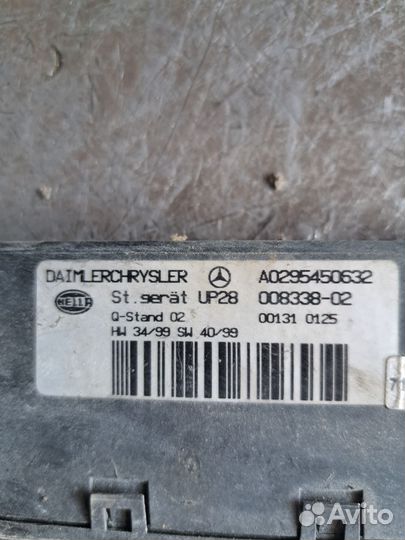 DAIMLERCHRYSLER A0295450632
HELLA St.gerät UP28 008338-02
Q-Stand 02 00131 0125
HW 34/99 SW 40/99
71
Avito